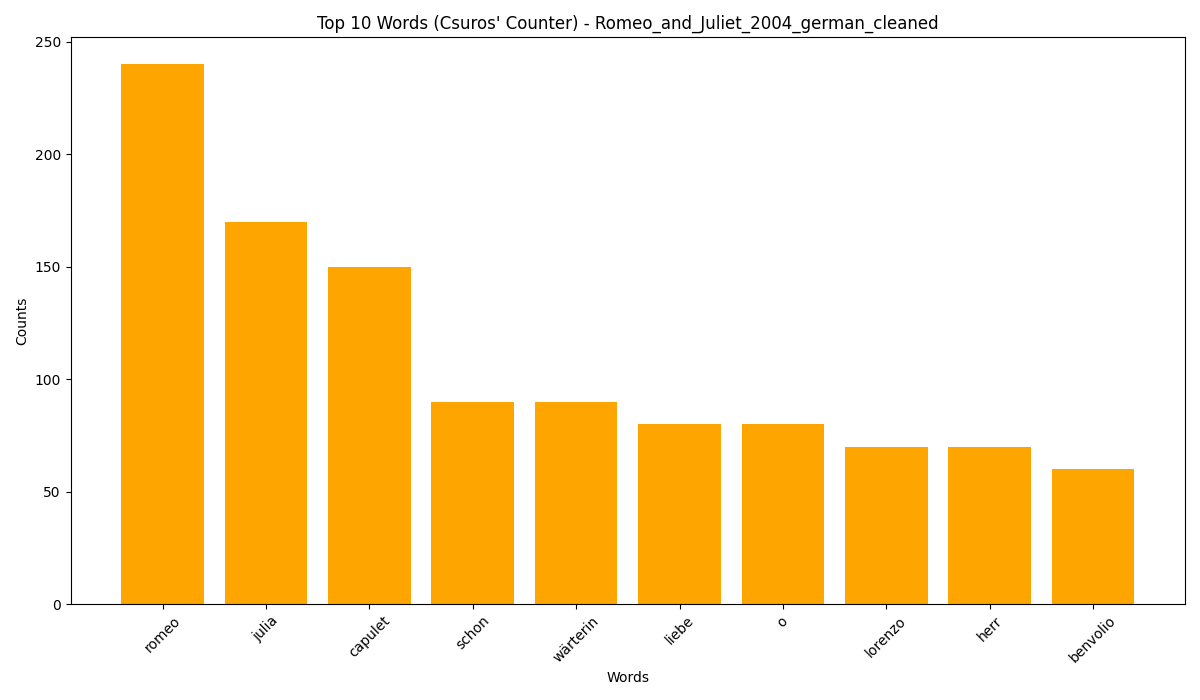 Top 10 Words (Csuros' Counter) - Romeo_and_Juliet_2004_german_cleaned
250
200
150
100
50
0
Counts
romeo
julia
capulet
schon
wärterin
liebe
o
lorenzo
herr
benvolio
Words